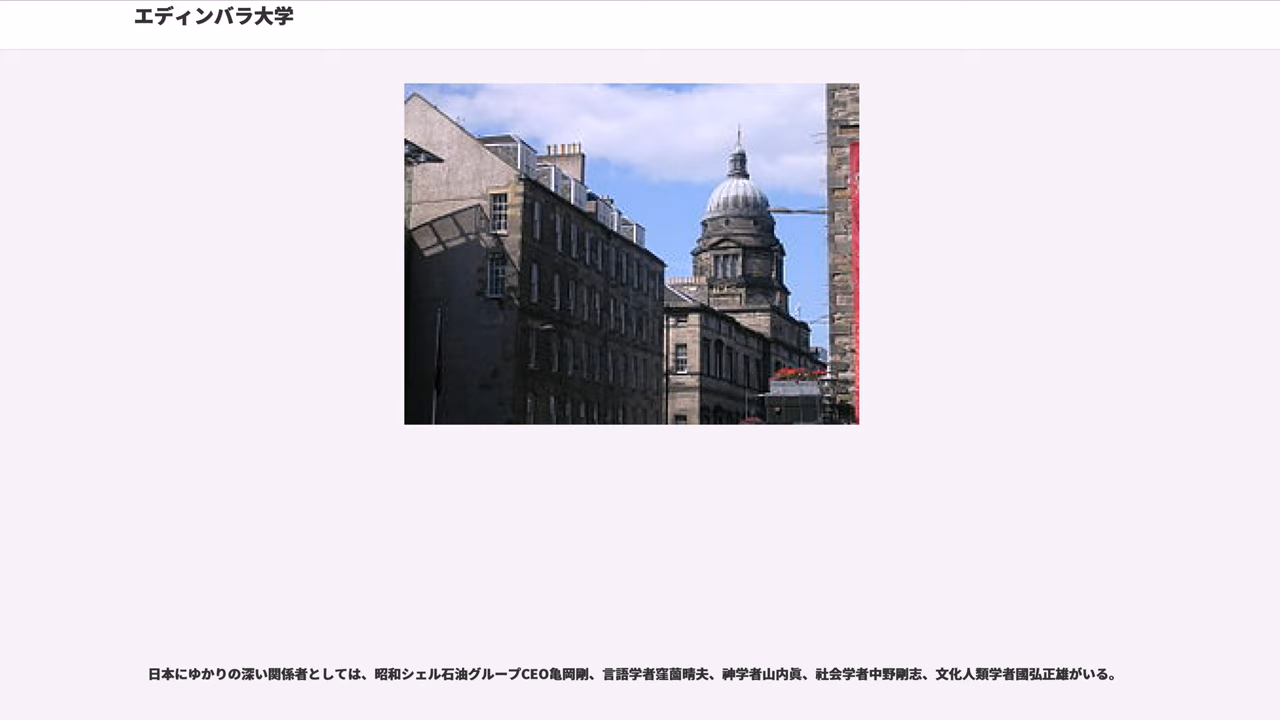 エディンバラ大学
日本にゆかりの深い関係者としては、昭和シェル石油グループCEO亀岡剛、言語学者窪薗晴夫、神学者山内眞、社会学者中野剛志、文化人類学者國弘正雄がいる。